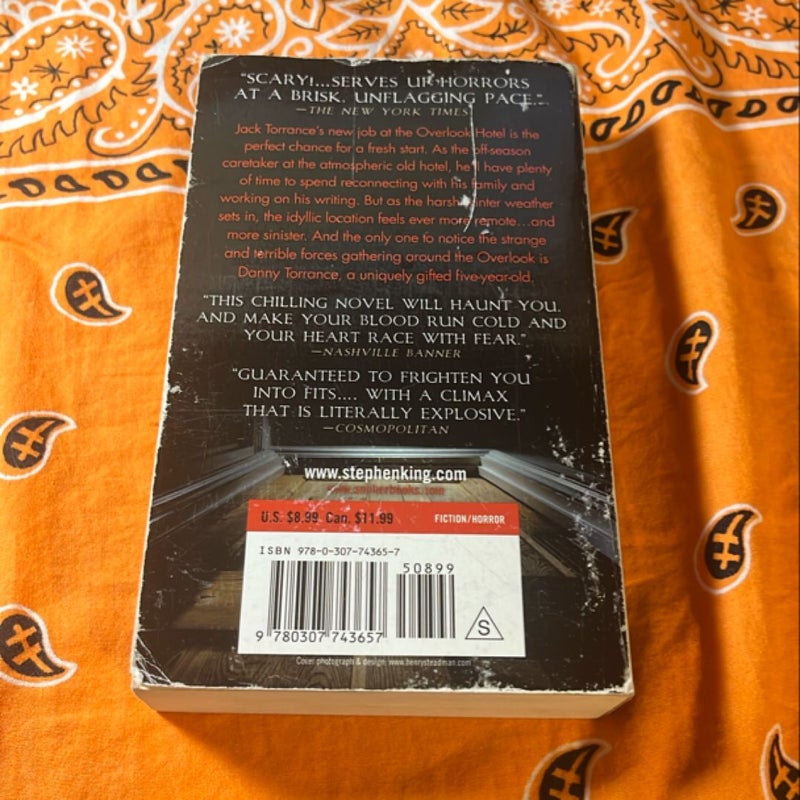 "SCARY!...SERVES UP HORRORS
AT A BRISK, UNFLAGGING PACE."
—THE NEW YORK TIMES
Jack Torrance's new job at the Overlook Hotel is the
perfect chance for a fresh start. As the off-season
caretaker at the atmospheric old hotel, he'll have plenty
of time to spend reconnecting with his family and
working on his writing. But as the harsh winter weather
sets in, the idyllic location feels ever more remote...and
more sinister. And the only one to notice the strange
and terrible forces gathering around the Overlook is
Danny Torrance, a uniquely gifted five-year-old.
"THIS CHILLING NOVEL WILL HAUNT YOU,
AND MAKE YOUR BLOOD RUN COLD AND
YOUR HEART RACE WITH FEAR."
—NASHVILLE BANNER
"GUARANTEED TO FRIGHTEN YOU
INTO FITS.... WITH A CLIMAX
THAT IS LITERALLY EXPLOSIVE."
—COSMOPOLITAN
www.stephenking.com
www.anchorbooks.com
U.S. $8.99 Can. $11.99 FICTION/HORROR
ISBN 978-0-307-74365-7
50899
9 780307 743657
S
Cover photograph & design: www.henrysteadman.com